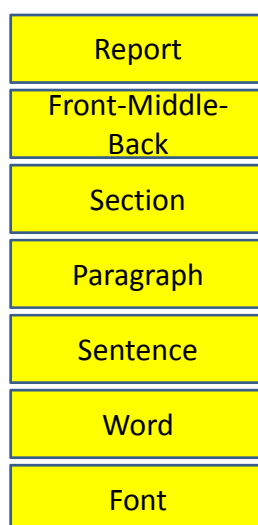 Report
Front-Middle-
Back
Section
Paragraph
Sentence
Word
Font